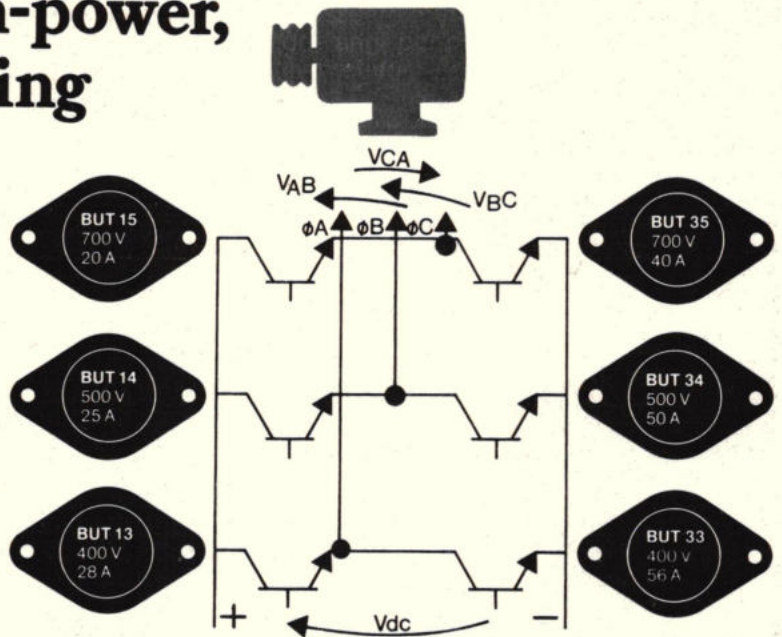 -power,
ing
VCA
VAB
VBC
φA φB φC
BUT 15
700 V
20 A
BUT 35
700 V
40 A
BUT 14
500 V
25 A
BUT 34
500 V
50 A
BUT 13
400 V
28 A
BUT 33
400 V
56 A
+
Vdc
−